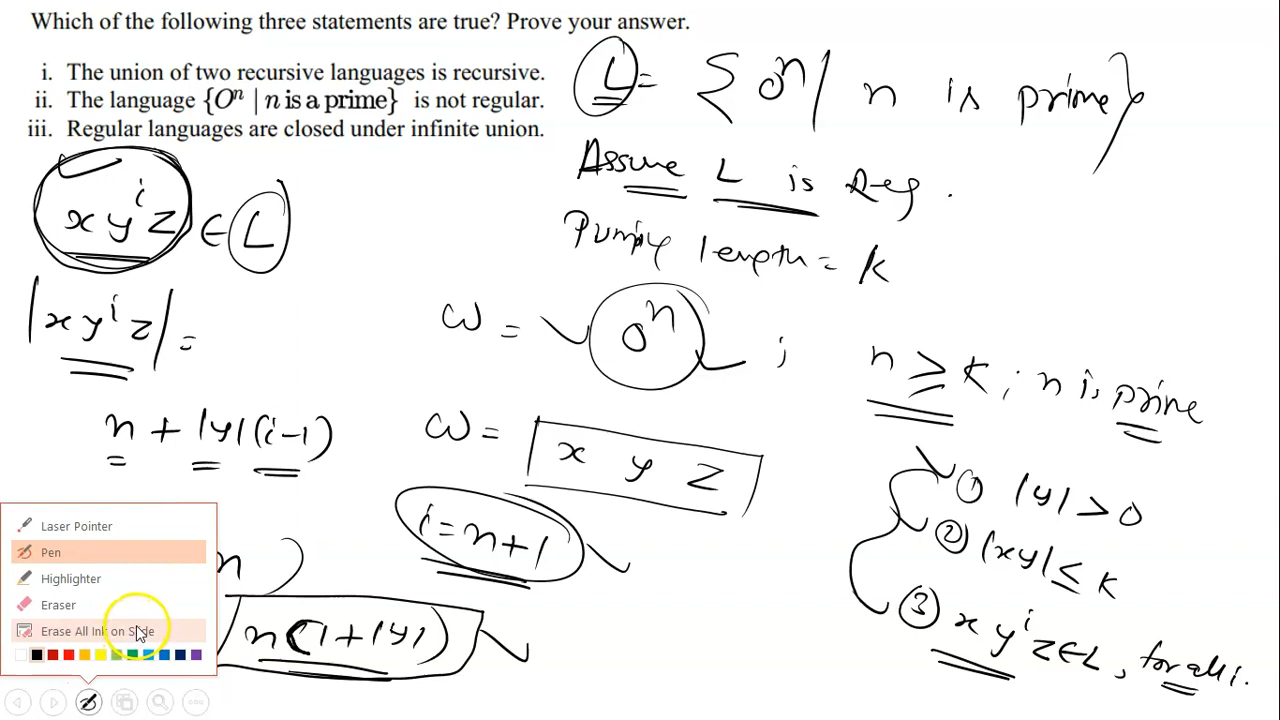 Which of the following three statements are true? Prove your answer.
i. The union of two recursive languages is recursive.
ii. The language {Oⁿ | n is a prime} is not regular.
iii. Regular languages are closed under infinite union.
L = {0ⁿ | n is prime}
Assume L is Reg.
Pumping length = k
xyⁱz ∈ L
|xyⁱz| =
n + |y|(i-1)
ω = 0ⁿ ; n ≥ k ; n is prime
ω = x y z
i = n+1
① |y| > 0
② |xy| ≤ k
③ xyⁱz ∈ L, for all i.
n)
n(1+|y|)
Laser Pointer
Pen
Highlighter
Eraser
Erase All Ink on Slide